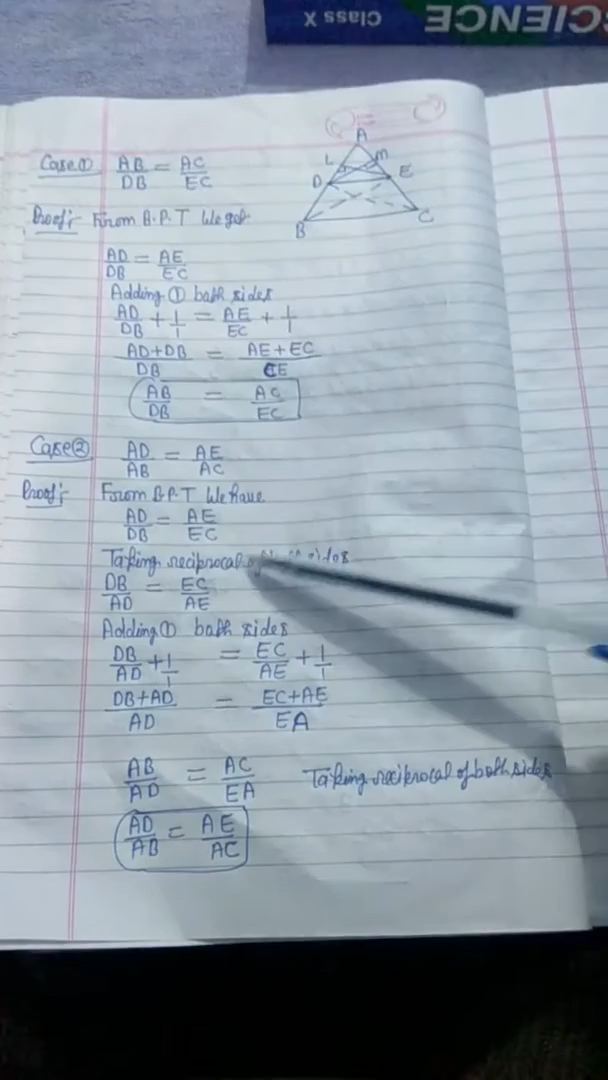 SCIENCE
Class X
A
L M
D E
B C
Case① AB/DB = AC/EC
Proof:- From B.P.T We get
AD/DB = AE/EC
Adding ① both sides
AD/DB + 1/1 = AE/EC + 1/1
AD+DB/DB = AE+EC/CE
AB/DB = AC/EC
Case② AD/AB = AE/AC
Proof:- From B.P.T We have
AD/DB = AE/EC
Taking reciprocal sides
DB/AD = EC/AE
Adding ① both sides
DB/AD + 1/1 = EC/AE + 1/1
DB+AD/AD = EC+AE/EA
AB/AD = AC/EA Taking reciprocal of both sides
AD/AB = AE/AC